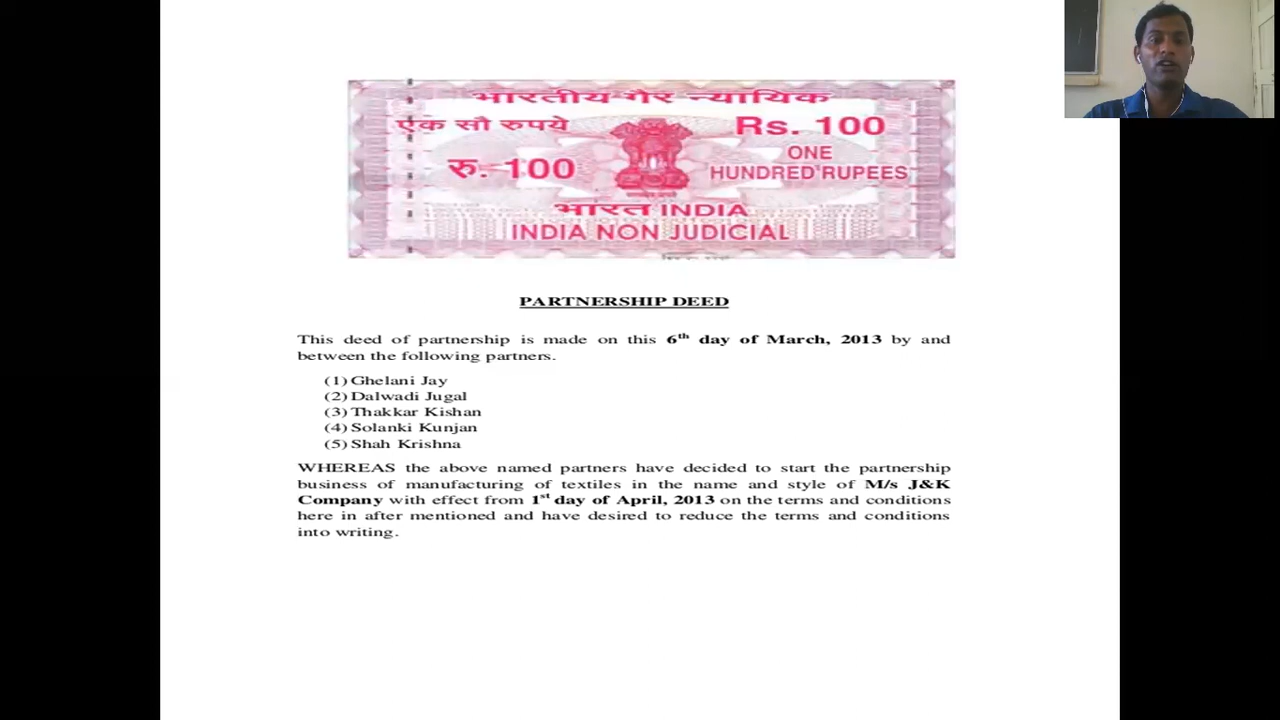 भारतीय गैर न्यायिक
एक सौ रुपये
Rs. 100
रु. 100
ONE
HUNDRED RUPEES
भारत INDIA
INDIA NON JUDICIAL
PARTNERSHIP DEED
This deed of partnership is made on this 6th day of March, 2013 by and
between the following partners.
(1) Ghelani Jay
(2) Dalwadi Jugal
(3) Thakkar Kishan
(4) Solanki Kunjan
(5) Shah Krishna
WHEREAS the above named partners have decided to start the partnership
business of manufacturing of textiles in the name and style of M/s J&K
Company with effect from 1st day of April, 2013 on the terms and conditions
here in after mentioned and have desired to reduce the terms and conditions
into writing.